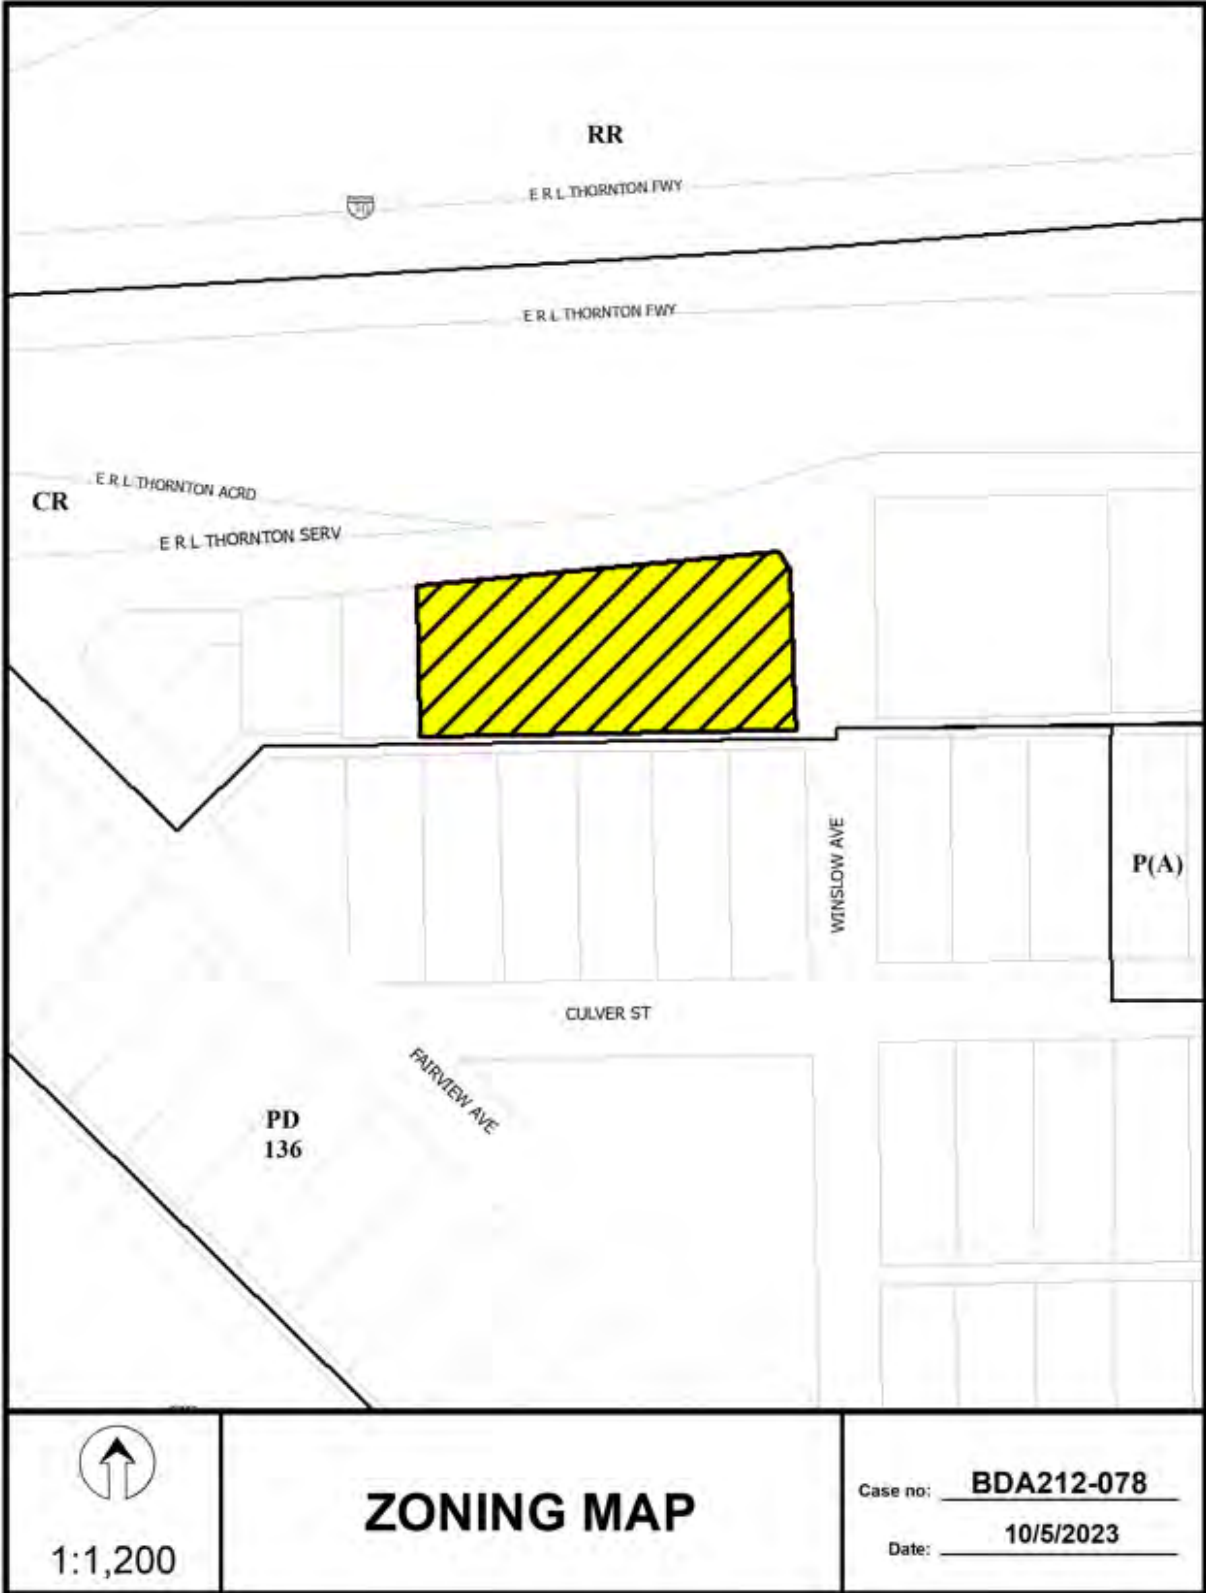 RR
E R L THORNTON FWY
E R L THORNTON FWY
E R L THORNTON ACRD
CR
E R L THORNTON SERV
WINSLOW AVE
P(A)
CULVER ST
FAIRVIEW AVE
PD
136
1:1,200
ZONING MAP
Case no: BDA212-078
Date: 10/5/2023